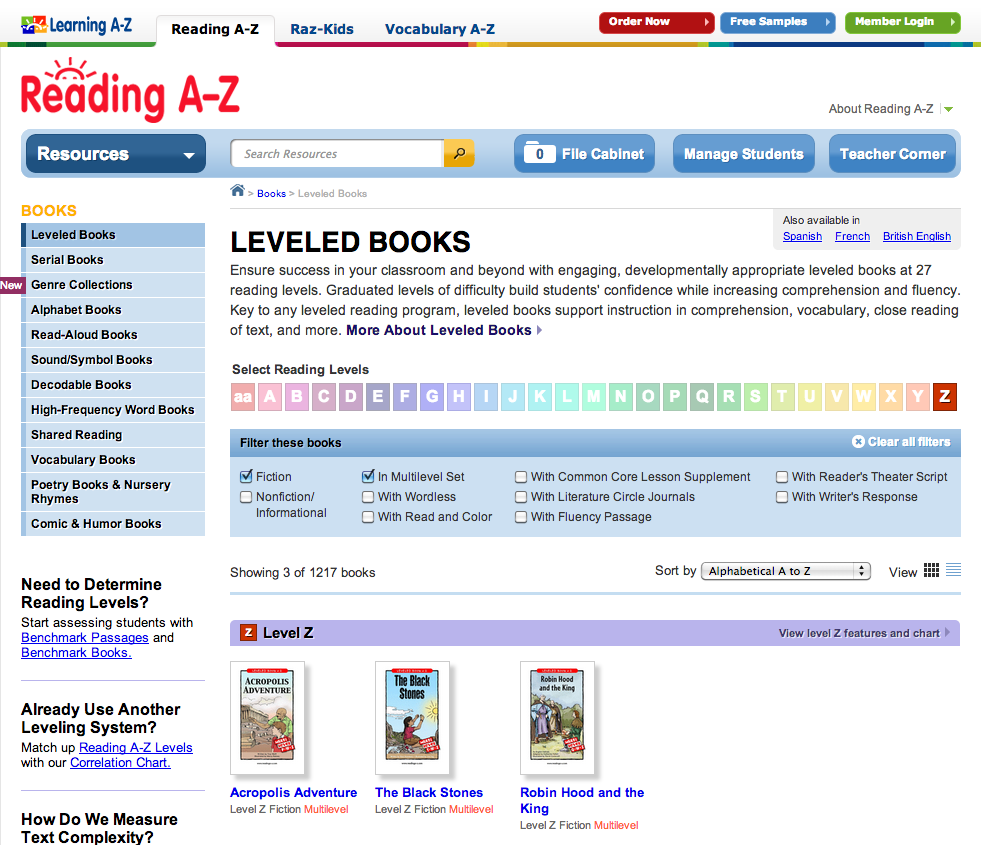 Learning A-Z
Reading A-Z
Raz-Kids
Vocabulary A-Z
Order Now
Free Samples
Member Login
Reading A-Z
About Reading A-Z
Resources
Search Resources
0 File Cabinet
Manage Students
Teacher Corner
> Books > Leveled Books
BOOKS
Leveled Books
Serial Books
New
Genre Collections
Alphabet Books
Read-Aloud Books
Sound/Symbol Books
Decodable Books
High-Frequency Word Books
Shared Reading
Vocabulary Books
Poetry Books & Nursery
Rhymes
Comic & Humor Books
Need to Determine
Reading Levels?
Start assessing students with
Benchmark Passages and
Benchmark Books.
Already Use Another
Leveling System?
Match up Reading A-Z Levels
with our Correlation Chart.
How Do We Measure
Text Complexity?
Also available in
Spanish French British English
LEVELED BOOKS
Ensure success in your classroom and beyond with engaging, developmentally appropriate leveled books at 27
reading levels. Graduated levels of difficulty build students' confidence while increasing comprehension and fluency.
Key to any leveled reading program, leveled books support instruction in comprehension, vocabulary, close reading
of text, and more. More About Leveled Books
Select Reading Levels
aa A B C D E F G H I J K L M N O P Q R S T U V W X Y Z
Filter these books
Clear all filters
Fiction
Nonfiction/
Informational
In Multilevel Set
With Wordless
With Read and Color
With Common Core Lesson Supplement
With Literature Circle Journals
With Fluency Passage
With Reader's Theater Script
With Writer's Response
Showing 3 of 1217 books
Sort by Alphabetical A to Z
View
Z Level Z
View level Z features and chart
ACROPOLIS
ADVENTURE
Acropolis Adventure
Level Z Fiction Multilevel
The Black
Stones
The Black Stones
Level Z Fiction Multilevel
Robin Hood
and the King
Robin Hood and the
King
Level Z Fiction Multilevel